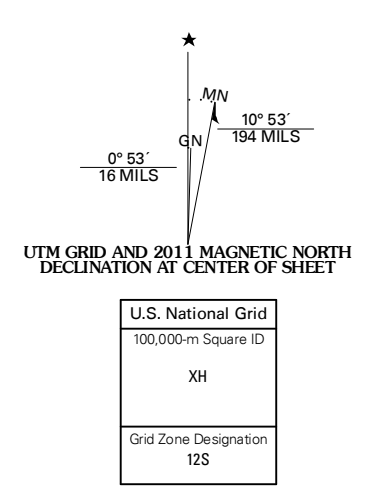 ★
MN
10° 53´
194 MILS
GN
0° 53´
16 MILS
UTM GRID AND 2011 MAGNETIC NORTH
DECLINATION AT CENTER OF SHEET
U.S. National Grid
100,000-m Square ID
XH
Grid Zone Designation
12S